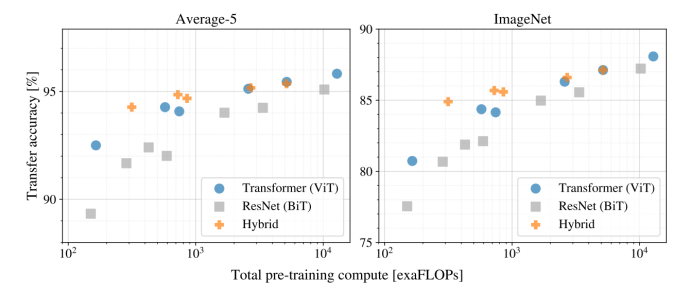 Average-5
ImageNet
Transfer accuracy [%]
95
90
90
85
80
75
Transformer (ViT)
ResNet (BiT)
Hybrid
Transformer (ViT)
ResNet (BiT)
Hybrid
10²
10³
10⁴
10²
10³
10⁴
Total pre-training compute [exaFLOPs]